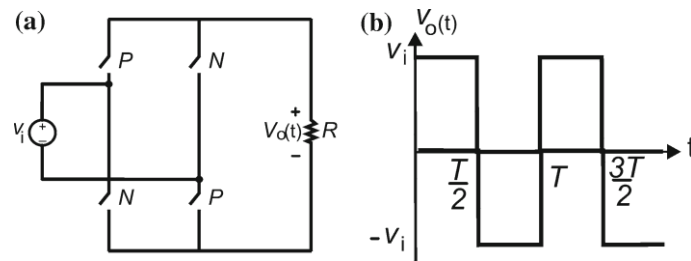 (a)
P
N
v_i
+
−
+
V_o(t)
−
R
N
P
(b)
V_o(t)
v_i
T/2
T
3T/2
t
-v_i